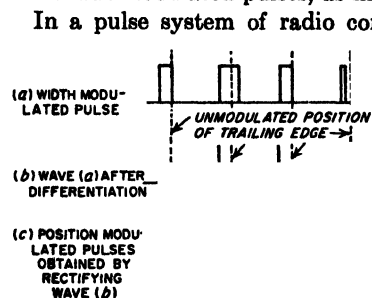 In a pulse system of radio con
(a) WIDTH MODU-
LATED PULSE
UNMODULATED POSITION
OF TRAILING EDGE
(b) WAVE (a) AFTER
DIFFERENTIATION
(c) POSITION MODU-
LATED PULSES
OBTAINED BY
RECTIFYING
WAVE (b)